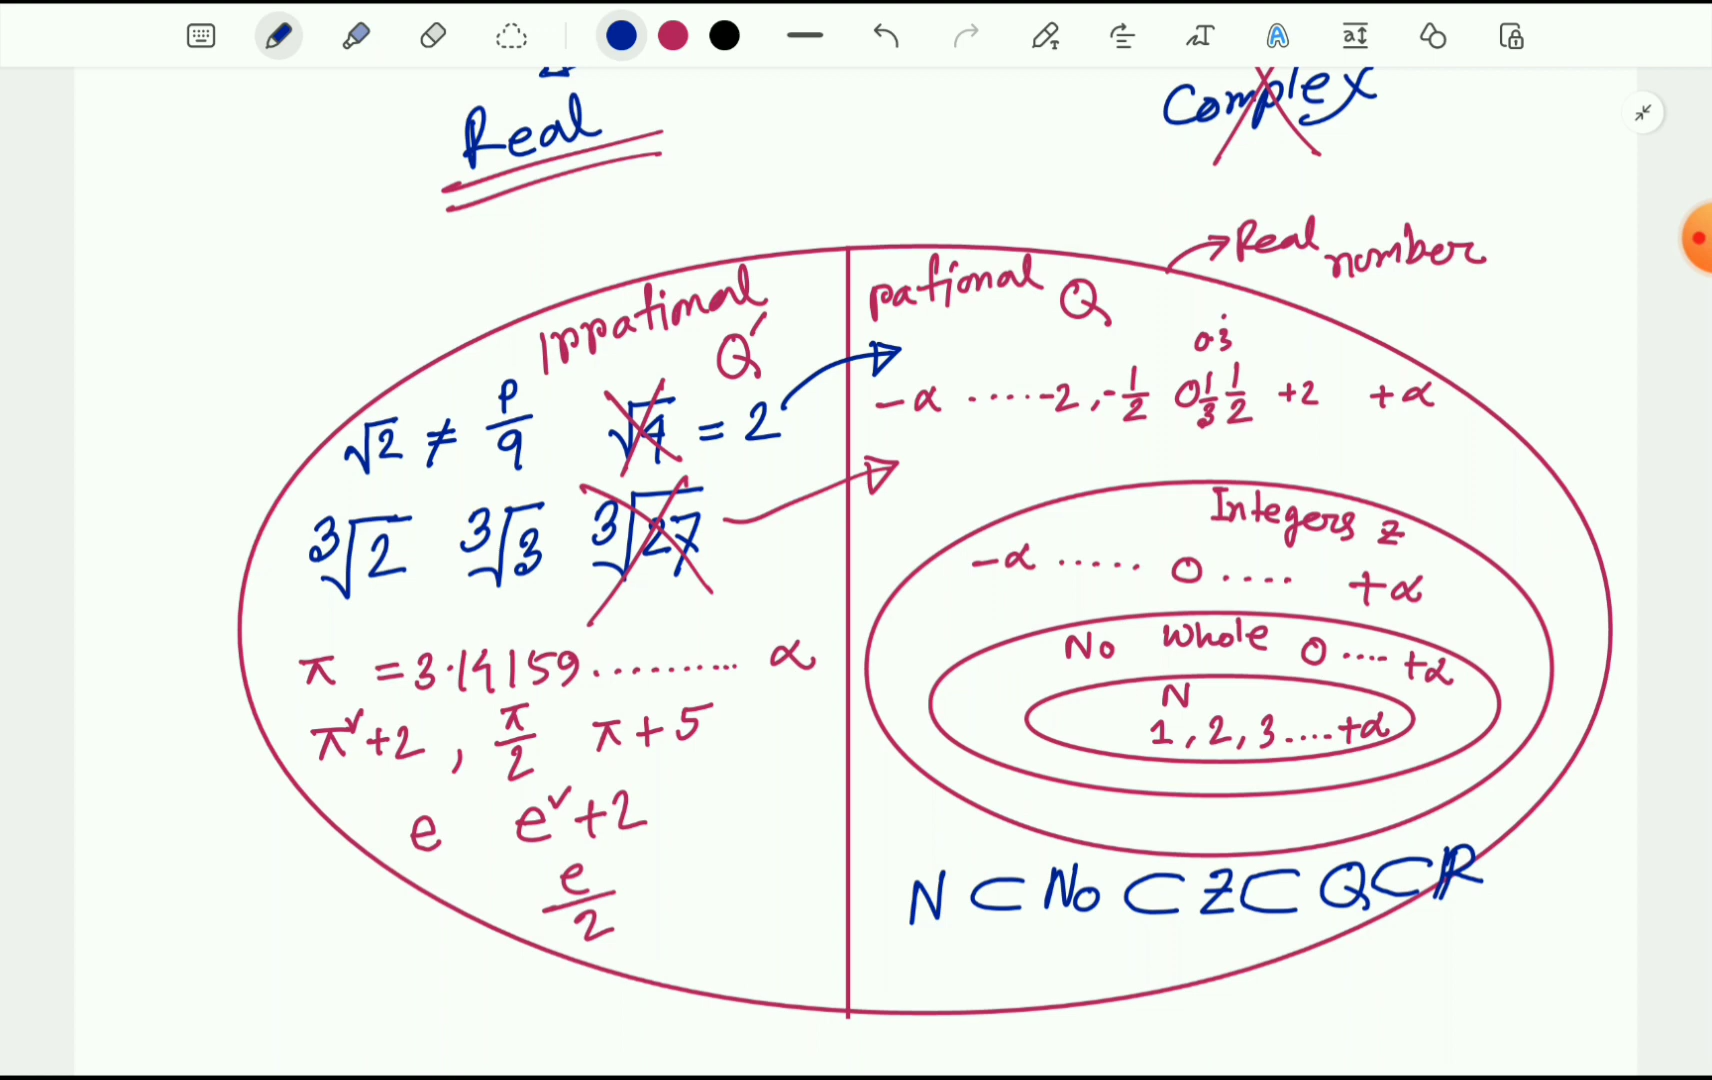 Real
Complex
Real number
Irrational
Q′
Rational Q
0.3̇
-α ......-2, -1/2 0 1/3 1/2 +2 +α
√2 ≠ p/q √4 = 2
∛2 ∛3 ∛27
Integers Z
-α ...... 0 .... +α
No Whole 0 .... +α
N
1, 2, 3 .... +α
π = 3.14159.......... α
π²+2, π/2 π+5
e e²+2
e/2
N ⊂ No ⊂ Z ⊂ Q ⊂ R